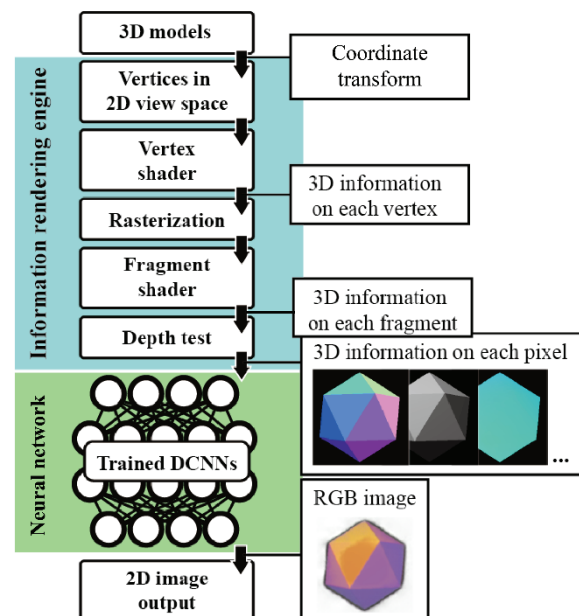 3D models
Coordinate
transform
Information rendering engine
Vertices in
2D view space
Vertex
shader
3D information
on each vertex
Rasterization
Fragment
shader
3D information
on each fragment
Depth test
3D information on each pixel
...
Neural network
Trained DCNNs
RGB image
2D image
output